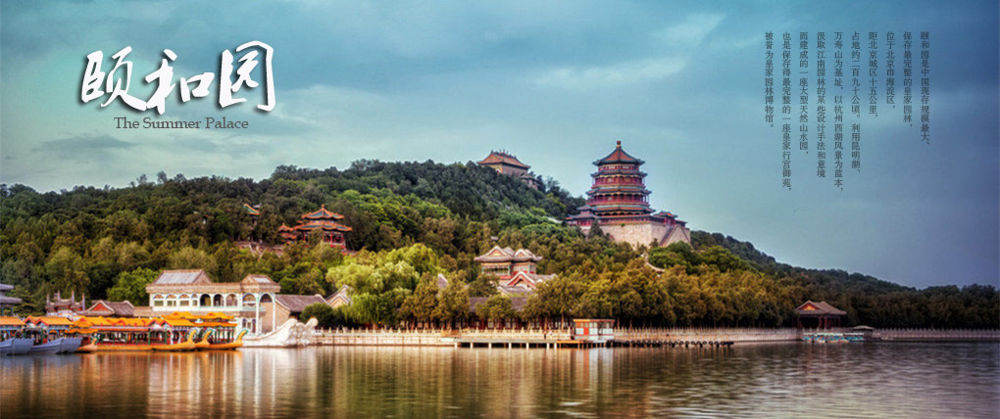 颐和园
The Summer Palace
颐和园是中国现存规模最大、
保存最完整的皇家园林，
位于北京市海淀区，
距北京城区十五公里，
占地约二百九十公顷。利用昆明湖、
万寿山为基址，以杭州西湖风景为蓝本，
汲取江南园林的某些设计手法和意境
而建成的一座大型天然山水园，
也是保存得最完整的一座皇家行宫御苑，
被誉为皇家园林博物馆。